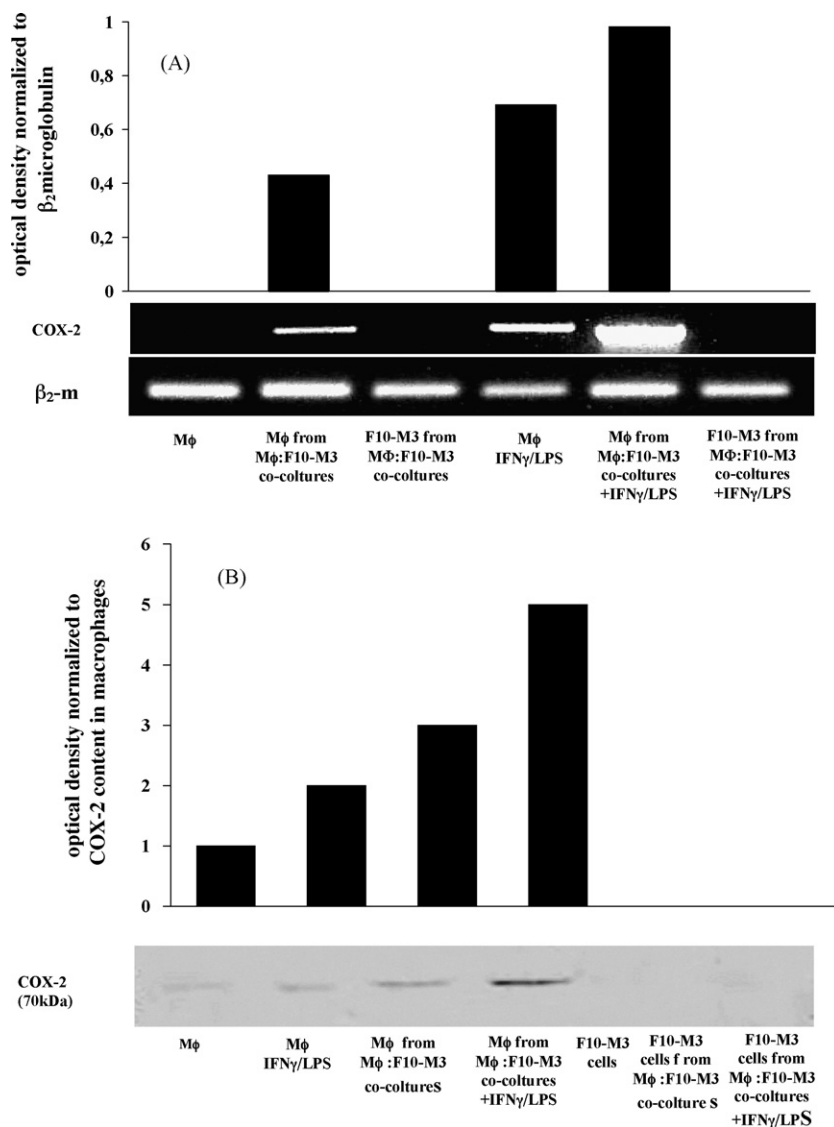 (A)
optical density normalized to
β₂microglobulin
1
0,8
0,6
0,4
0,2
0
COX-2
β₂-m
Mϕ
Mϕ from
Mϕ:F10-M3
co-coltures
F10-M3 from
MΦ:F10-M3
co-coltures
Mϕ
IFNγ/LPS
Mϕ from
Mϕ:F10-M3
co-coltures
+IFNγ/LPS
F10-M3 from
MΦ:F10-M3
co-coltures
+IFNγ/LPS
(B)
optical density normalized to
COX-2 content in macrophages
6
5
4
3
2
1
0
COX-2
(70kDa)
Mϕ
Mϕ
IFNγ/LPS
Mϕ from
Mϕ :F10-M3
co-coltures
Mϕ from
Mϕ :F10-M3
co-coltures
+IFNγ/LPS
F10-M3
cells
F10-M3
cells f rom
Mϕ :F10-M3
co-colture s
F10-M3
cells from
Mϕ :F10-M3
co-coltures
+IFNγ/LPS